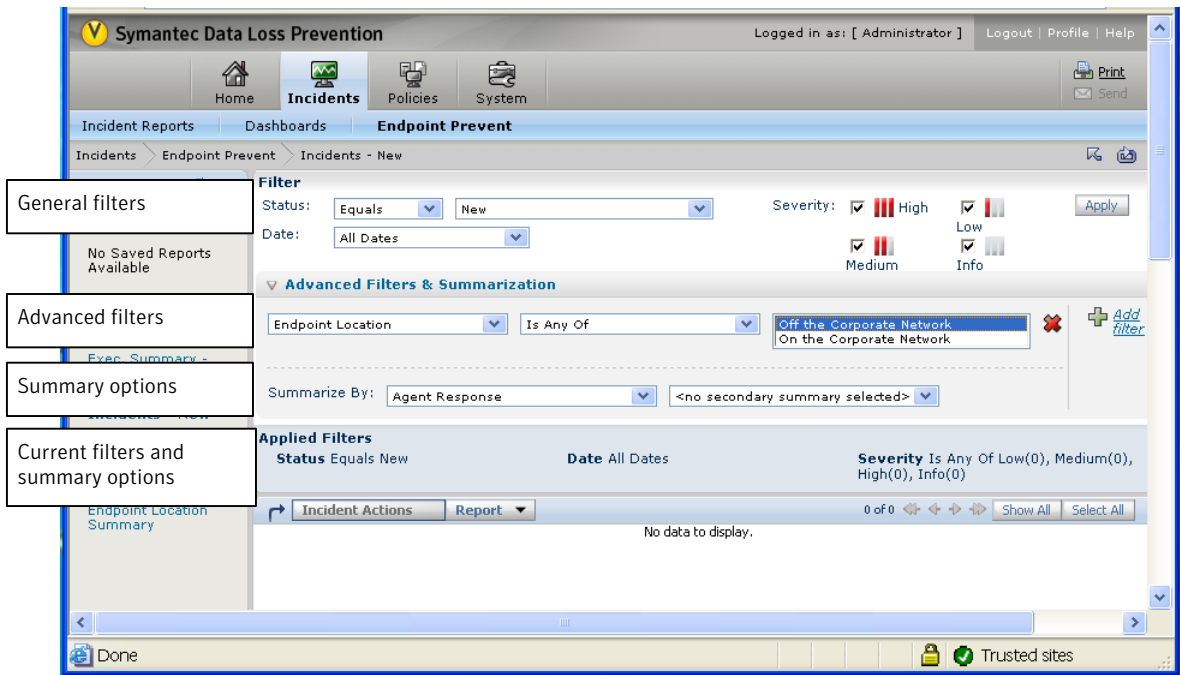 Symantec Data Loss Prevention
Logged in as: [ Administrator ] Logout | Profile | Help
Home
Incidents
Policies
System
Print
Send
Incident Reports Dashboards Endpoint Prevent
Incidents Endpoint Prevent Incidents - New
General filters
No Saved Reports
Available
Advanced filters
Exec. Summary -
Summary options
Current filters and
summary options
Endpoint Location
Summary
Filter
Status: Equals New
Date: All Dates
Severity: High Low
Medium Info
Apply
Advanced Filters & Summarization
Endpoint Location Is Any Of
Off the Corporate Network
On the Corporate Network
Add
filter
Summarize By: Agent Response <no secondary summary selected>
Applied Filters
Status Equals New Date All Dates Severity Is Any Of Low(0), Medium(0),
High(0), Info(0)
Incident Actions Report 0 of 0 Show All Select All
No data to display.
Done Trusted sites